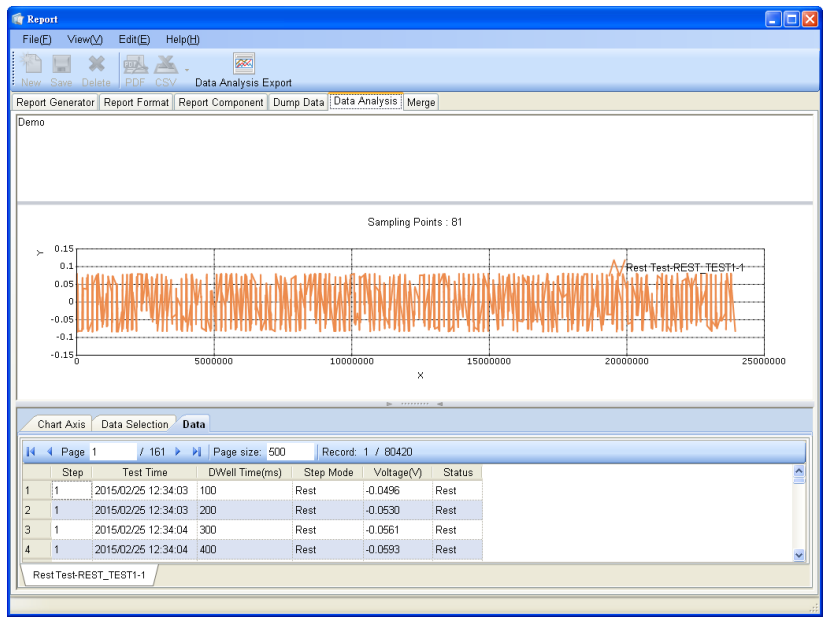 Report
File(F) View(V) Edit(E) Help(H)
New Save Delete PDF CSV Data Analysis Export
Report Generator Report Format Report Component Dump Data Data Analysis Merge
Demo
Sampling Points : 81
Y
0.15
0.1
0.05
0
-0.05
-0.1
-0.15
Rest Test-REST_TEST1-1
0 5000000 10000000 15000000 20000000 25000000
X
Chart Axis Data Selection Data
Page 1 / 161 Page size: 500 Record: 1 / 80420
Step Test Time DWell Time(ms) Step Mode Voltage(V) Status
1 1 2015/02/25 12:34:03 100 Rest -0.0496 Rest
2 1 2015/02/25 12:34:03 200 Rest -0.0530 Rest
3 1 2015/02/25 12:34:04 300 Rest -0.0561 Rest
4 1 2015/02/25 12:34:04 400 Rest -0.0593 Rest
Rest Test-REST_TEST1-1